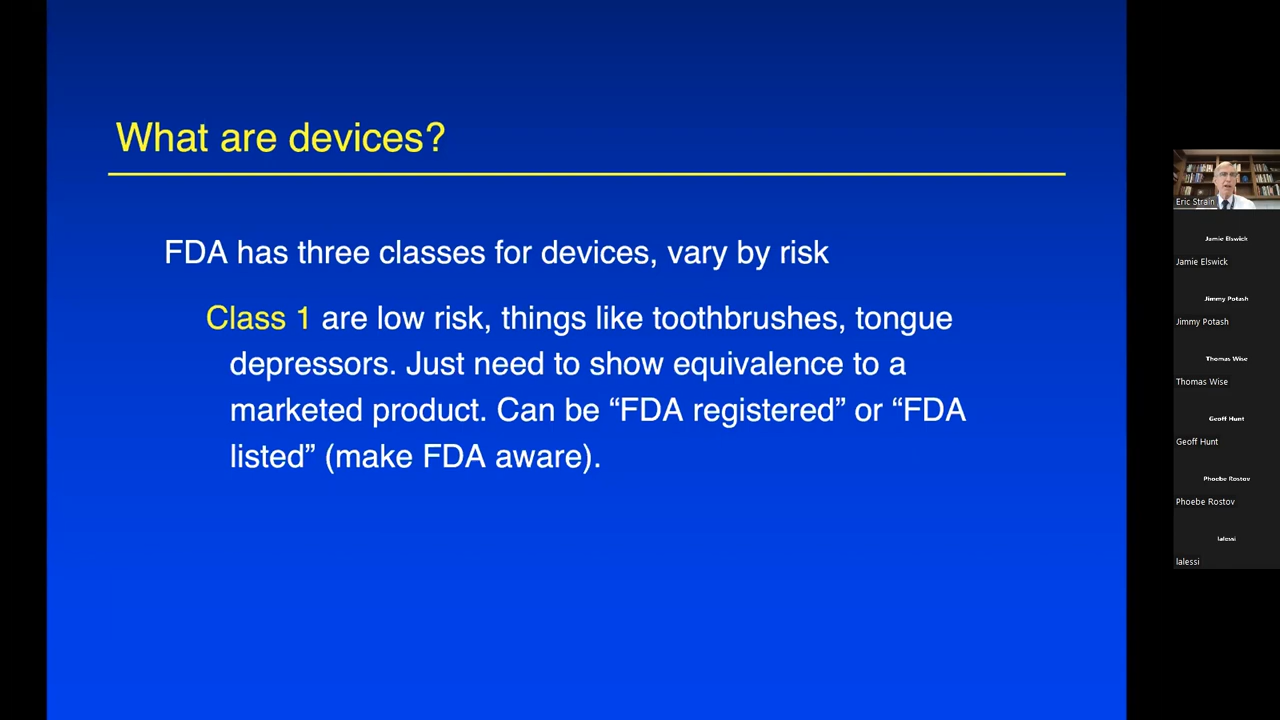 What are devices?
FDA has three classes for devices, vary by risk
Class 1 are low risk, things like toothbrushes, tongue
depressors. Just need to show equivalence to a
marketed product. Can be “FDA registered” or “FDA
listed” (make FDA aware).
Eric Strain
Jamie Elswick
Jamie Elswick
Jimmy Potash
Jimmy Potash
Thomas Wise
Thomas Wise
Geoff Hunt
Geoff Hunt
Phoebe Rostov
Phoebe Rostov
lalessi
lalessi